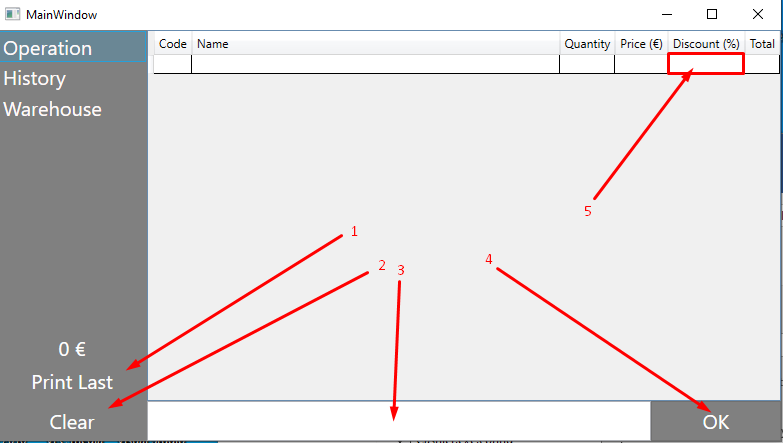 MainWindow
Operation
History
Warehouse
Code Name Quantity Price (€) Discount (%) Total
5
1
2
3
4
0 €
Print Last
Clear
OK